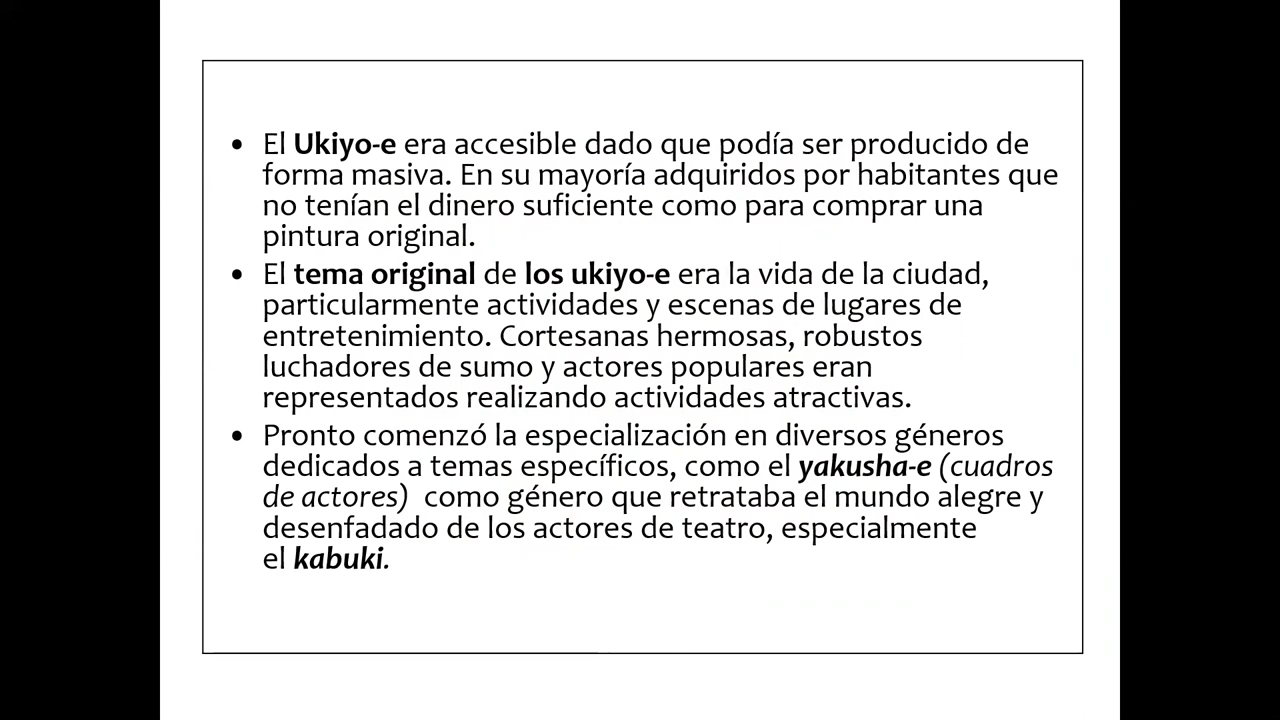 • El Ukiyo-e era accesible dado que podía ser producido de
forma masiva. En su mayoría adquiridos por habitantes que
no tenían el dinero suficiente como para comprar una
pintura original.
• El tema original de los ukiyo-e era la vida de la ciudad,
particularmente actividades y escenas de lugares de
entretenimiento. Cortesanas hermosas, robustos
luchadores de sumo y actores populares eran
representados realizando actividades atractivas.
• Pronto comenzó la especialización en diversos géneros
dedicados a temas específicos, como el yakusha-e (cuadros
de actores) como género que retrataba el mundo alegre y
desenfadado de los actores de teatro, especialmente
el kabuki.